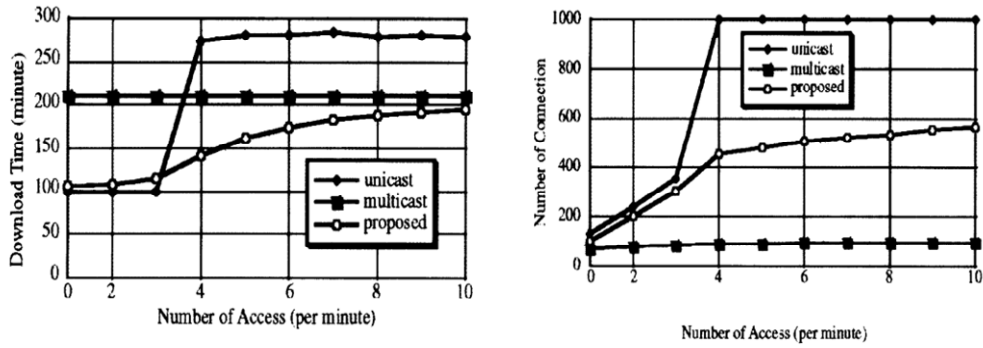 300
250
200
150
100
50
0
Download Time (minute)
unicast
multicast
proposed
0 2 4 6 8 10
Number of Access (per minute)
1000
800
600
400
200
0
Number of Connection
unicast
multicast
proposed
0 2 4 6 8 10
Number of Access (per minute)